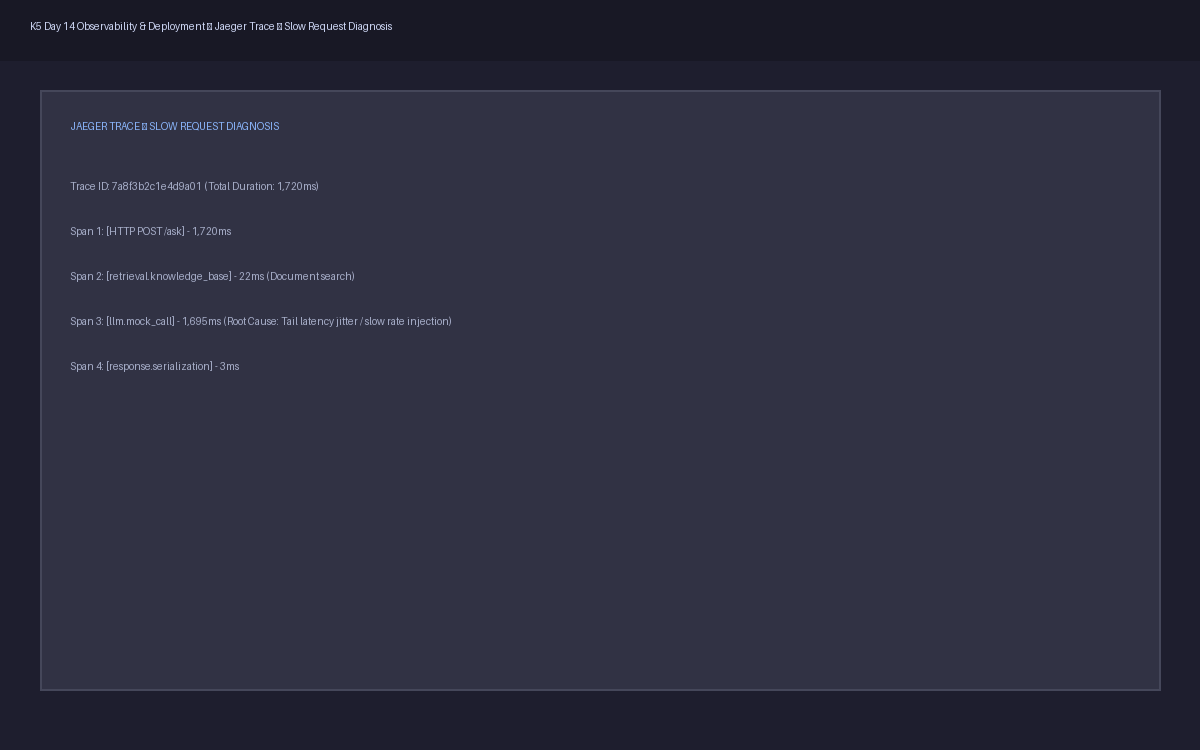 K5 Day 14 Observability & Deployment ⊠ Jaeger Trace ⊠ Slow Request Diagnosis
JAEGER TRACE ⊠ SLOW REQUEST DIAGNOSIS
Trace ID: 7a8f3b2c1e4d9a01 (Total Duration: 1,720ms)
Span 1: [HTTP POST /ask] - 1,720ms
Span 2: [retrieval.knowledge_base] - 22ms (Document search)
Span 3: [llm.mock_call] - 1,695ms (Root Cause: Tail latency jitter / slow rate injection)
Span 4: [response.serialization] - 3ms